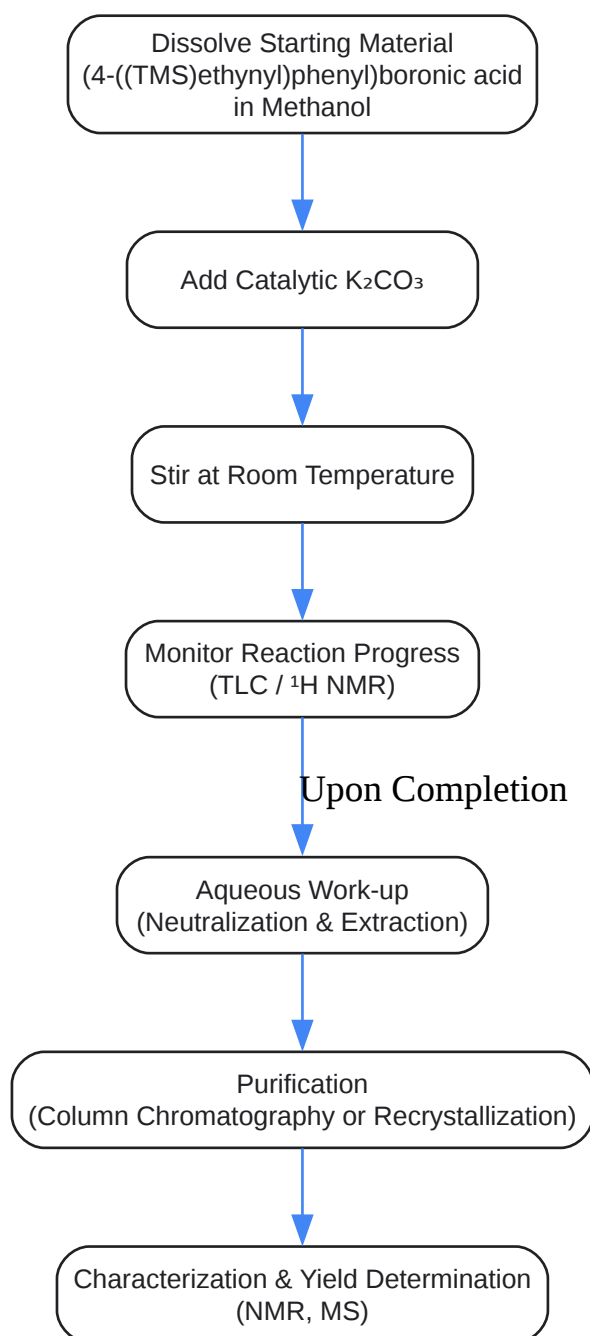 Dissolve Starting Material
(4-((TMS)ethynyl)phenyl)boronic acid
in Methanol
Add Catalytic K₂CO₃
Stir at Room Temperature
Monitor Reaction Progress
(TLC / ¹H NMR)
Upon Completion
Aqueous Work-up
(Neutralization & Extraction)
Purification
(Column Chromatography or Recrystallization)
Characterization & Yield Determination
(NMR, MS)